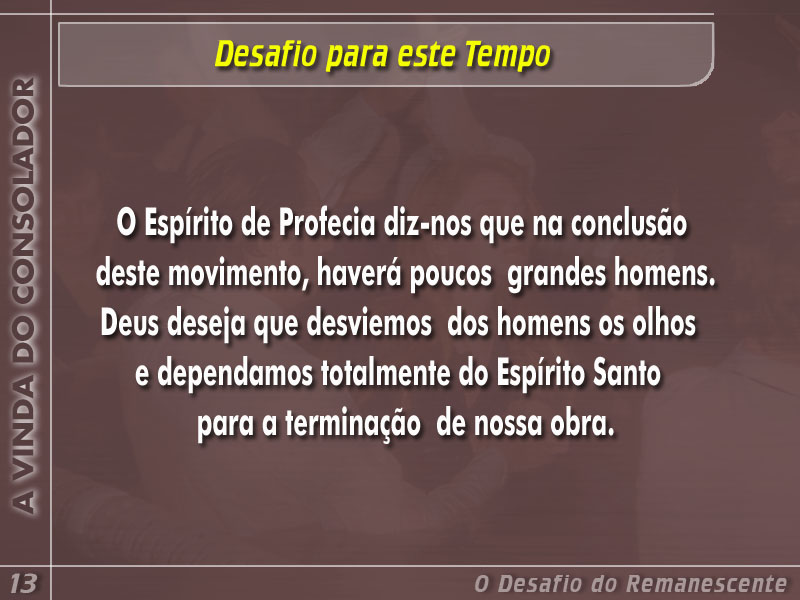 Desafio para este Tempo
A VINDA DO CONSOLADOR
O Espírito de Profecia diz-nos que na conclusão
deste movimento, haverá poucos grandes homens.
Deus deseja que desviemos dos homens os olhos
e dependamos totalmente do Espírito Santo
para a terminação de nossa obra.
13
O Desafio do Remanescente